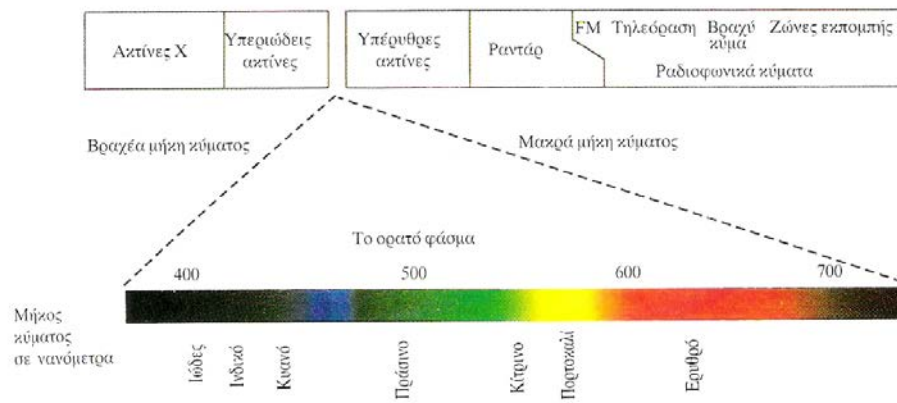 Ακτίνες Χ
Υπεριώδεις
ακτίνες
Υπέρυθρες
ακτίνες
Ραντάρ
FM Τηλεόραση Βραχύ κύμα Ζώνες εκπομπής
Ραδιοφωνικά κύματα
Βραχέα μήκη κύματος
Μακρά μήκη κύματος
Το ορατό φάσμα
400 500 600 700
Μήκος
κύματος
σε νανόμετρα
Ιώδες
Ινδικό
Κυανό
Πράσινο
Κίτρινο
Πορτοκαλί
Ερυθρό